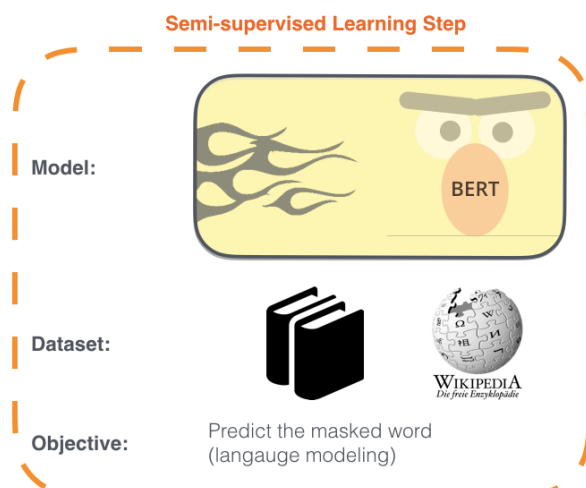 Semi-supervised Learning Step
Model:
BERT
Dataset:
Ω
WIKIPEDIA
Die freie Enzyklopädie
Objective:
Predict the masked word
(langauge modeling)